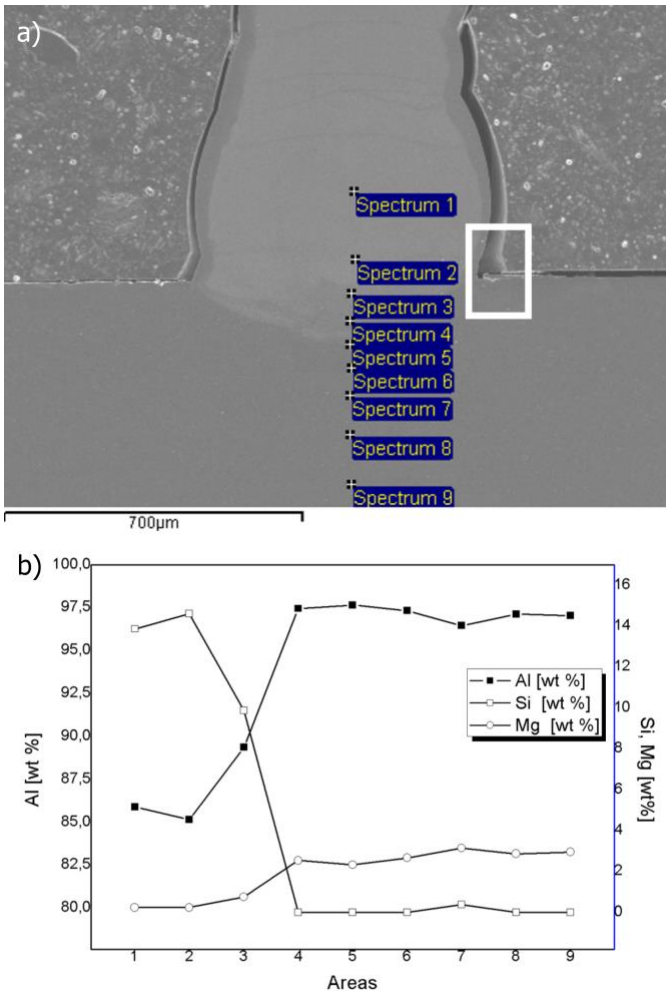 a)
Spectrum 1
Spectrum 2
Spectrum 3
Spectrum 4
Spectrum 5
Spectrum 6
Spectrum 7
Spectrum 8
Spectrum 9
700µm
b)
100,0
97,5
95,0
92,5
90,0
87,5
85,0
82,5
80,0
Al [wt %]
16
14
12
10
8
6
4
2
0
Si, Mg [wt%]
Al [wt %]
Si [wt %]
Mg [wt %]
1 2 3 4 5 6 7 8 9
Areas